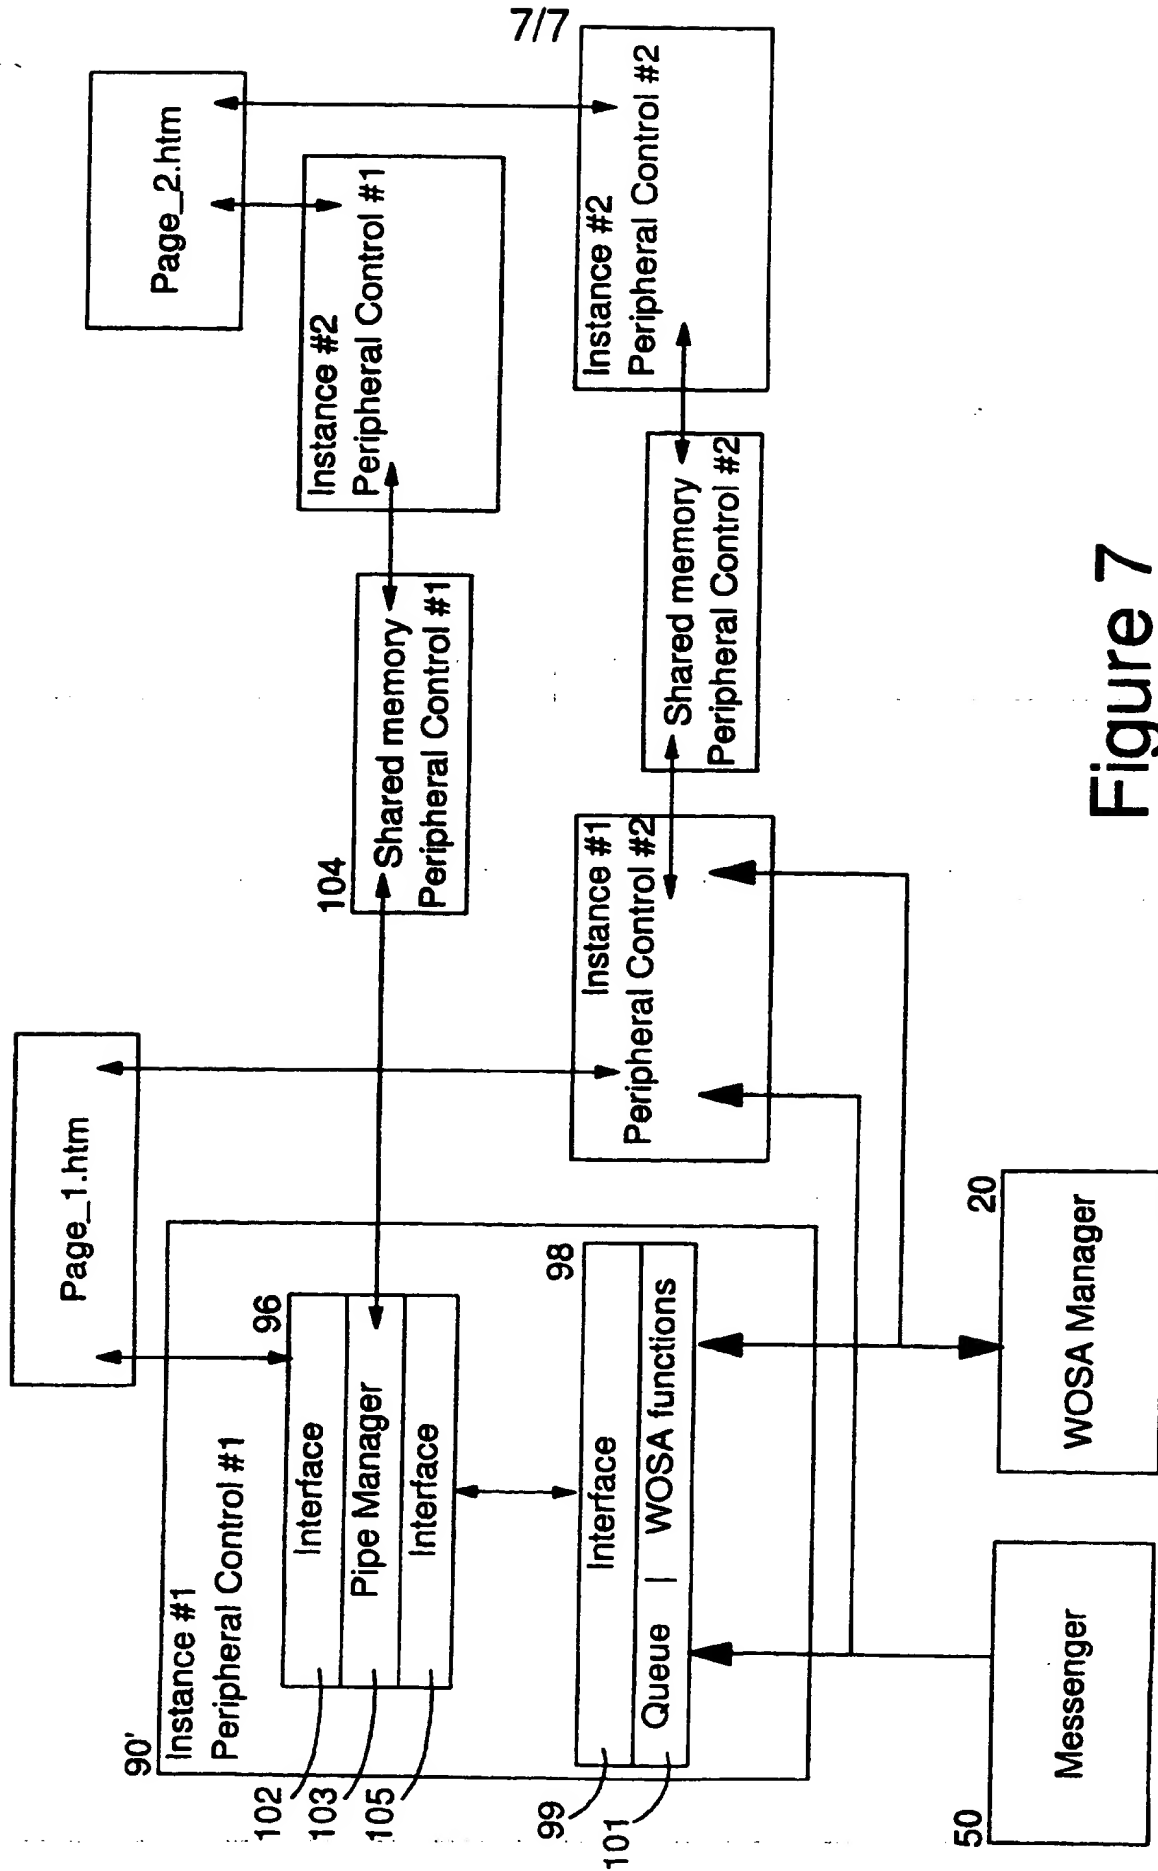 7/7
Page_1.htm
Page_2.htm
90'
Instance #1
Peripheral Control #1
96
Interface
Pipe Manager
Interface
102
103
105
104
Shared memory
Peripheral Control #1
Instance #2
Peripheral Control #1
98
Interface
Queue | WOSA functions
99
101
Instance #1
Peripheral Control #2
Shared memory
Peripheral Control #2
Instance #2
Peripheral Control #2
50
Messenger
20
WOSA Manager
Figure 7